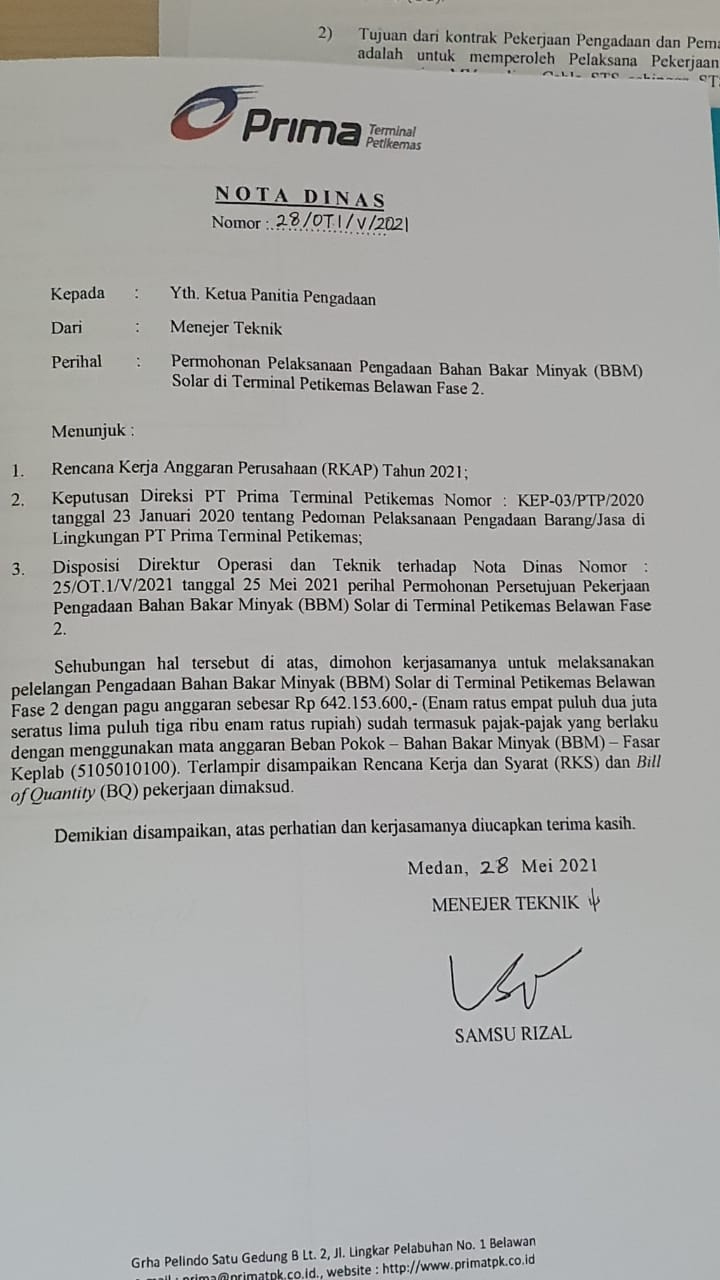 2) Tujuan dari kontrak Pekerjaan Pengadaan dan
adalah untuk memperoleh Pelaksana Pekerjaan
Prima Terminal
Petikemas
NOTA DINAS
Nomor : 28/OT.1/V/2021
Kepada : Yth. Ketua Panitia Pengadaan
Dari : Menejer Teknik
Perihal : Permohonan Pelaksanaan Pengadaan Bahan Bakar Minyak (BBM)
Solar di Terminal Petikemas Belawan Fase 2.
Menunjuk :
1. Rencana Kerja Anggaran Perusahaan (RKAP) Tahun 2021;
2. Keputusan Direksi PT Prima Terminal Petikemas Nomor : KEP-03/PTP/2020
tanggal 23 Januari 2020 tentang Pedoman Pelaksanaan Pengadaan Barang/Jasa di
Lingkungan PT Prima Terminal Petikemas;
3. Disposisi Direktur Operasi dan Teknik terhadap Nota Dinas Nomor :
25/OT.1/V/2021 tanggal 25 Mei 2021 perihal Permohonan Persetujuan Pekerjaan
Pengadaan Bahan Bakar Minyak (BBM) Solar di Terminal Petikemas Belawan Fase
2.
Sehubungan hal tersebut di atas, dimohon kerjasamanya untuk melaksanakan
pelelangan Pengadaan Bahan Bakar Minyak (BBM) Solar di Terminal Petikemas Belawan
Fase 2 dengan pagu anggaran sebesar Rp 642.153.600,- (Enam ratus empat puluh dua juta
seratus lima puluh tiga ribu enam ratus rupiah) sudah termasuk pajak-pajak yang berlaku
dengan menggunakan mata anggaran Beban Pokok – Bahan Bakar Minyak (BBM) – Fasar
Keplab (5105010100). Terlampir disampaikan Rencana Kerja dan Syarat (RKS) dan Bill
of Quantity (BQ) pekerjaan dimaksud.
Demikian disampaikan, atas perhatian dan kerjasamanya diucapkan terima kasih.
Medan, 28 Mei 2021
MENEJER TEKNIK
SAMSU RIZAL
Grha Pelindo Satu Gedung B Lt. 2, Jl. Lingkar Pelabuhan No. 1 Belawan
: prima@primatpk.co.id., website : http://www.primatpk.co.id